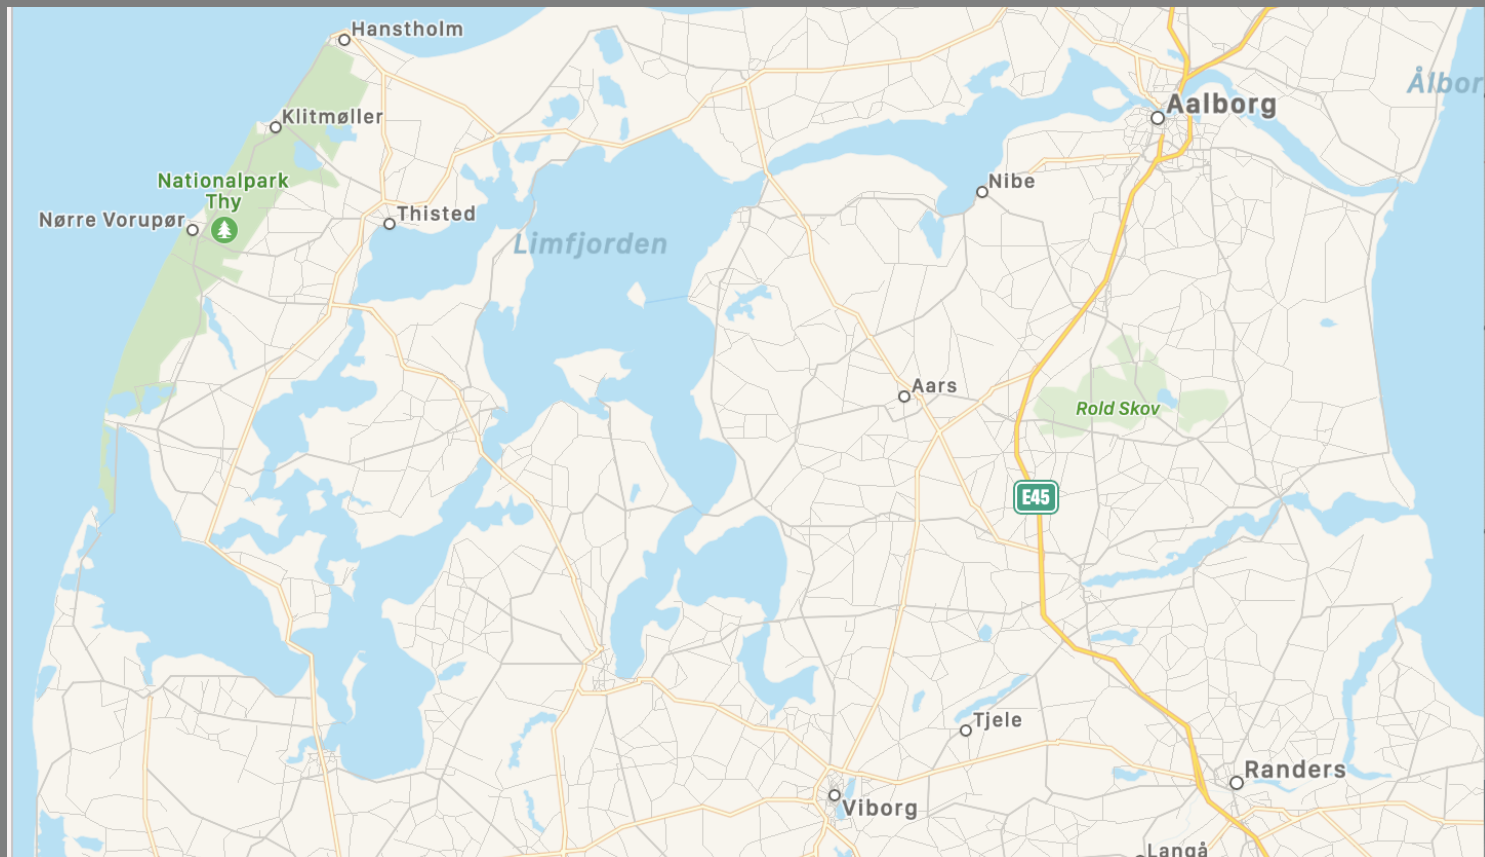 Hanstholm
Ålbor
Aalborg
Klitmøller
Nationalpark
Thy
Nibe
Nørre Vorupør
Thisted
Limfjorden
Aars
Rold Skov
E45
Tjele
Randers
Viborg
Langå